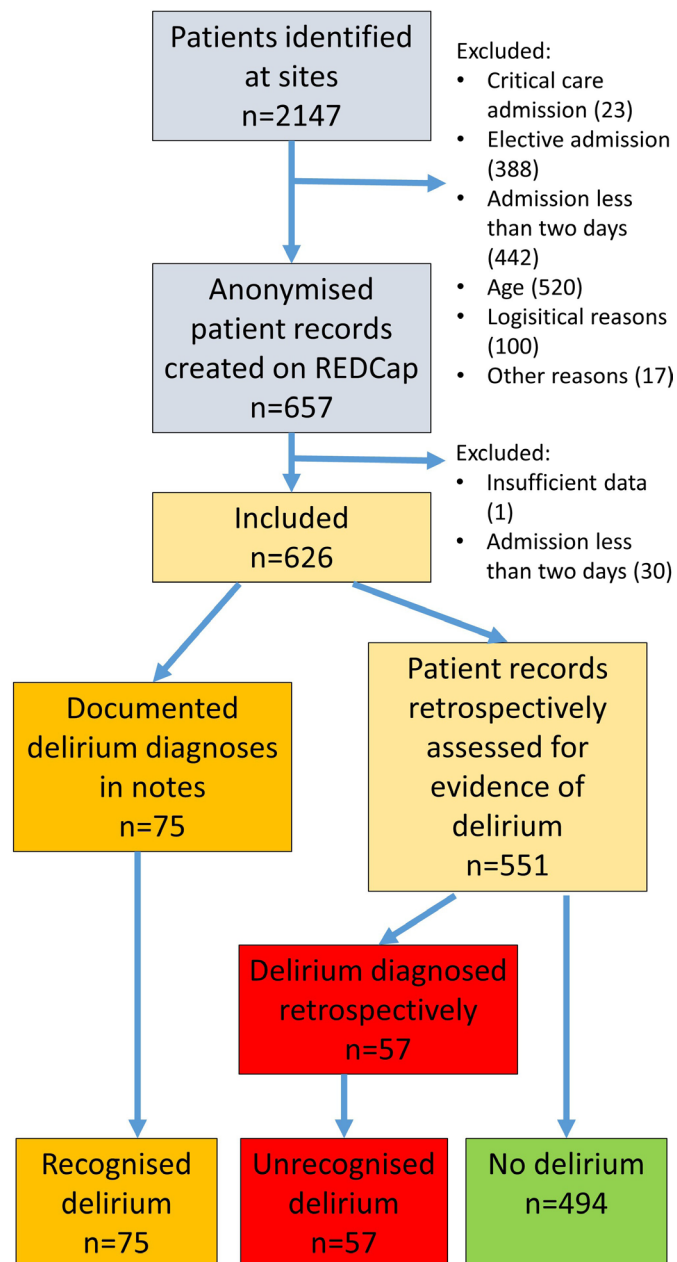 Patients identified
at sites
n=2147
Excluded:
• Critical care
admission (23)
• Elective admission
(388)
• Admission less
than two days
(442)
• Age (520)
• Logisitical reasons
(100)
• Other reasons (17)
Anonymised
patient records
created on REDCap
n=657
Excluded:
• Insufficient data
(1)
• Admission less
than two days (30)
Included
n=626
Documented
delirium diagnoses
in notes
n=75
Patient records
retrospectively
assessed for
evidence of
delirium
n=551
Delirium diagnosed
retrospectively
n=57
Recognised
delirium
n=75
Unrecognised
delirium
n=57
No delirium
n=494